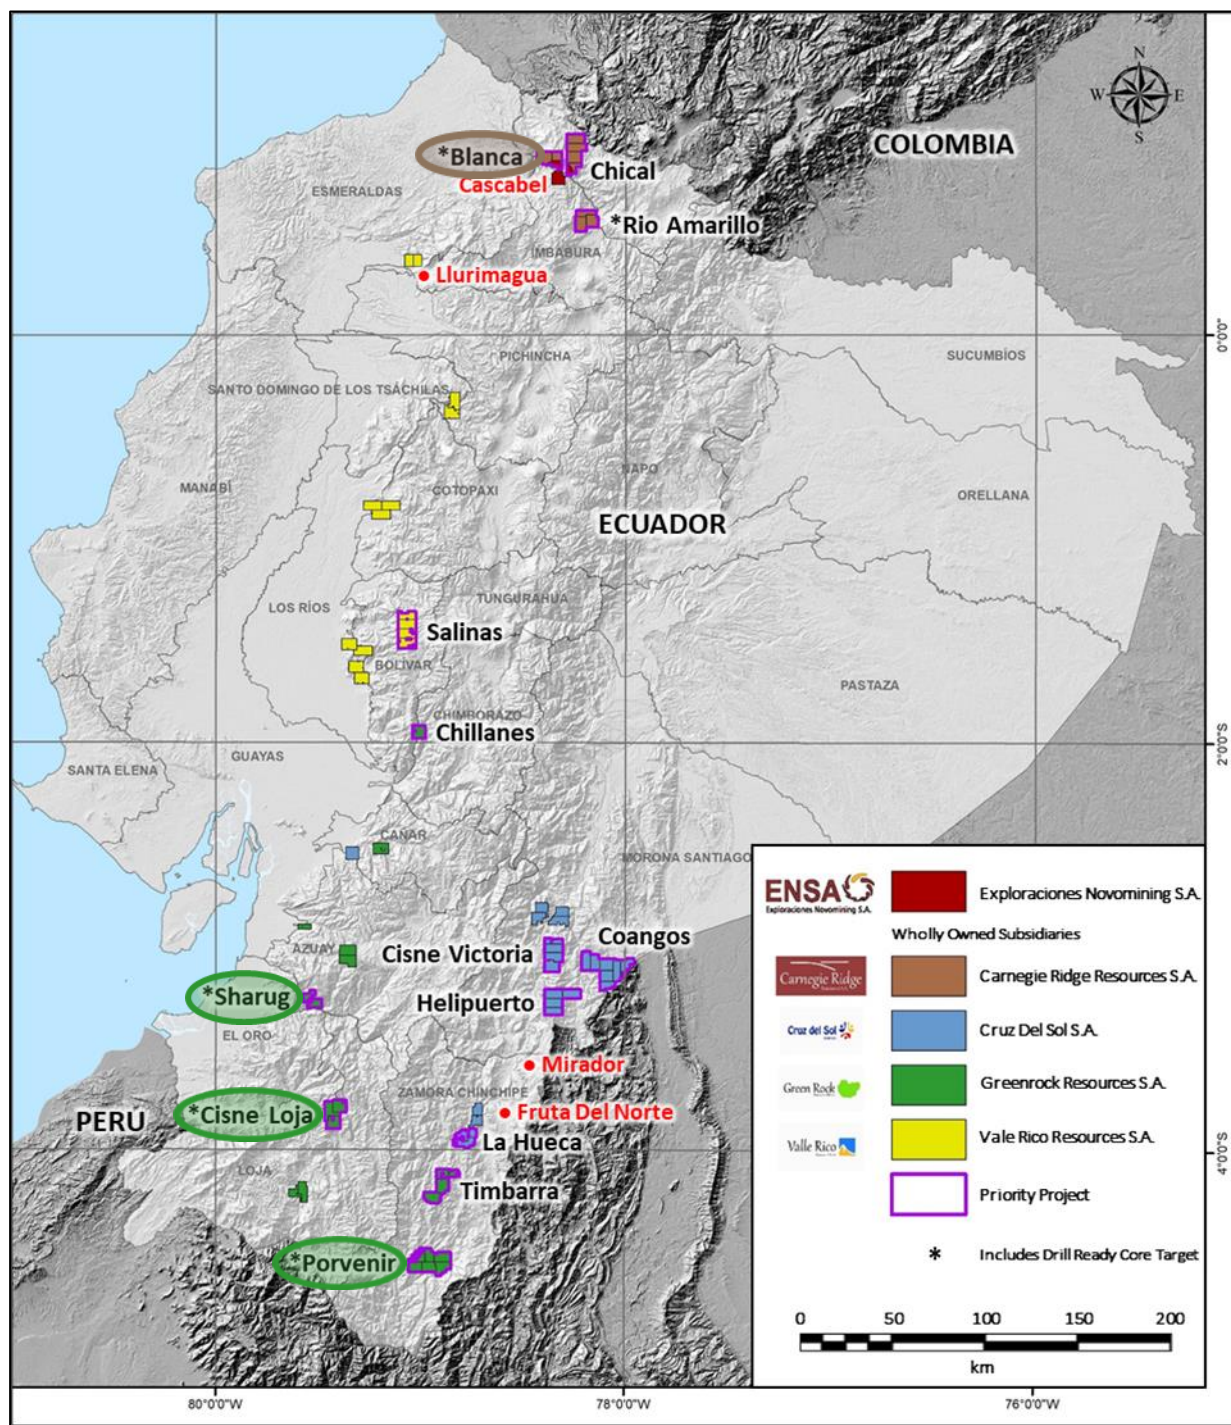 N
W E
S
COLOMBIA
*Blanca
Chical
Cascabel
ESMERALDAS
*Rio Amarillo
IMBABURA
Llurimagua
0°0'0"
PICHINCHA
SUCUMBÍOS
SANTO DOMINGO DE LOS TSÁCHILAS
NAPO
MANABÍ
COTOPAXI
ORELLANA
ECUADOR
LOS RÍOS
TUNGURAHUA
Salinas
BOLÍVAR
PASTAZA
CHIMBORAZO
Chillanes
2°0'0"S
GUAYAS
SANTA ELENA
CAÑAR
MORONA SANTIAGO
Coangos
AZUAY
Cisne Victoria
*Sharug
Helipuerto
EL ORO
Mirador
ZAMORA CHINCHIPE
PERÚ
*Cisne Loja
Fruta Del Norte
La Hueca
4°0'0"S
LOJA
Timbarra
*Porvenir
ENSA
Exploraciones Novomining S.A.
Exploraciones Novomining S.A.
Wholly Owned Subsidiaries
Carnegie Ridge
Carnegie Ridge Resources S.A.
Cruz del Sol
Cruz Del Sol S.A.
Green Rock
Greenrock Resources S.A.
Valle Rico
Vale Rico Resources S.A.
Priority Project
* Includes Drill Ready Core Target
0 50 100 150 200
km
80°0'0"W 78°0'0"W 76°0'0"W